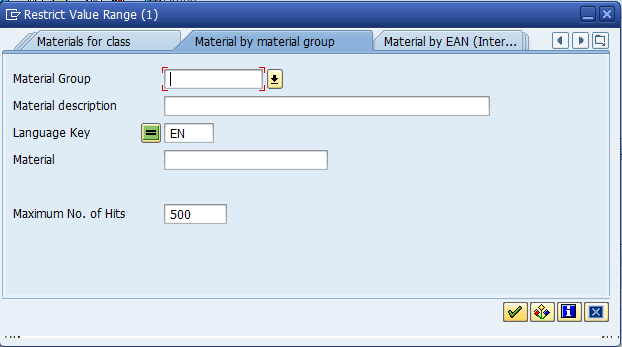 Restrict Value Range (1)
Materials for class
Material by material group
Material by EAN (Inter...
Material Group
Material description
Language Key
EN
Material
Maximum No. of Hits
500